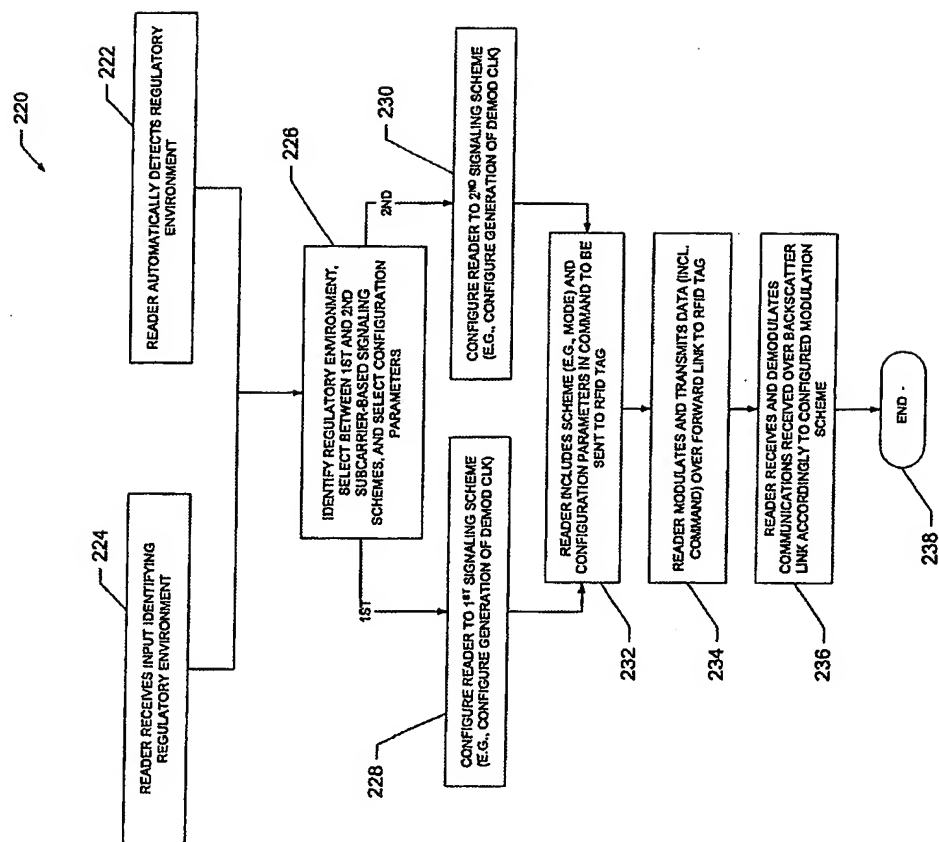 220
224
READER RECEIVES INPUT IDENTIFYING
REGULATORY ENVIRONMENT
222
READER AUTOMATICALLY DETECTS REGULATORY
ENVIRONMENT
226
IDENTIFY REGULATORY ENVIRONMENT,
SELECT BETWEEN 1ST AND 2ND
SUBCARRIER-BASED SIGNALING
SCHEMES, AND SELECT CONFIGURATION
PARAMETERS
1ST
2ND
228
CONFIGURE READER TO 1ST SIGNALING SCHEME
(E.G., CONFIGURE GENERATION OF DEMOD CLK)
230
CONFIGURE READER TO 2ND SIGNALING SCHEME
(E.G., CONFIGURE GENERATION OF DEMOD CLK)
READER INCLUDES SCHEME (E.G., MODE) AND
CONFIGURATION PARAMETERS IN COMMAND TO BE
SENT TO RFID TAG
232
READER MODULATES AND TRANSMITS DATA (INCL.
COMMAND) OVER FORWARD LINK TO RFID TAG
234
READER RECEIVES AND DEMODULATES
COMMUNICATIONS RECEIVED OVER BACKSCATTER
LINK ACCORDINGLY TO CONFIGURED MODULATION
SCHEME
236
END -
238